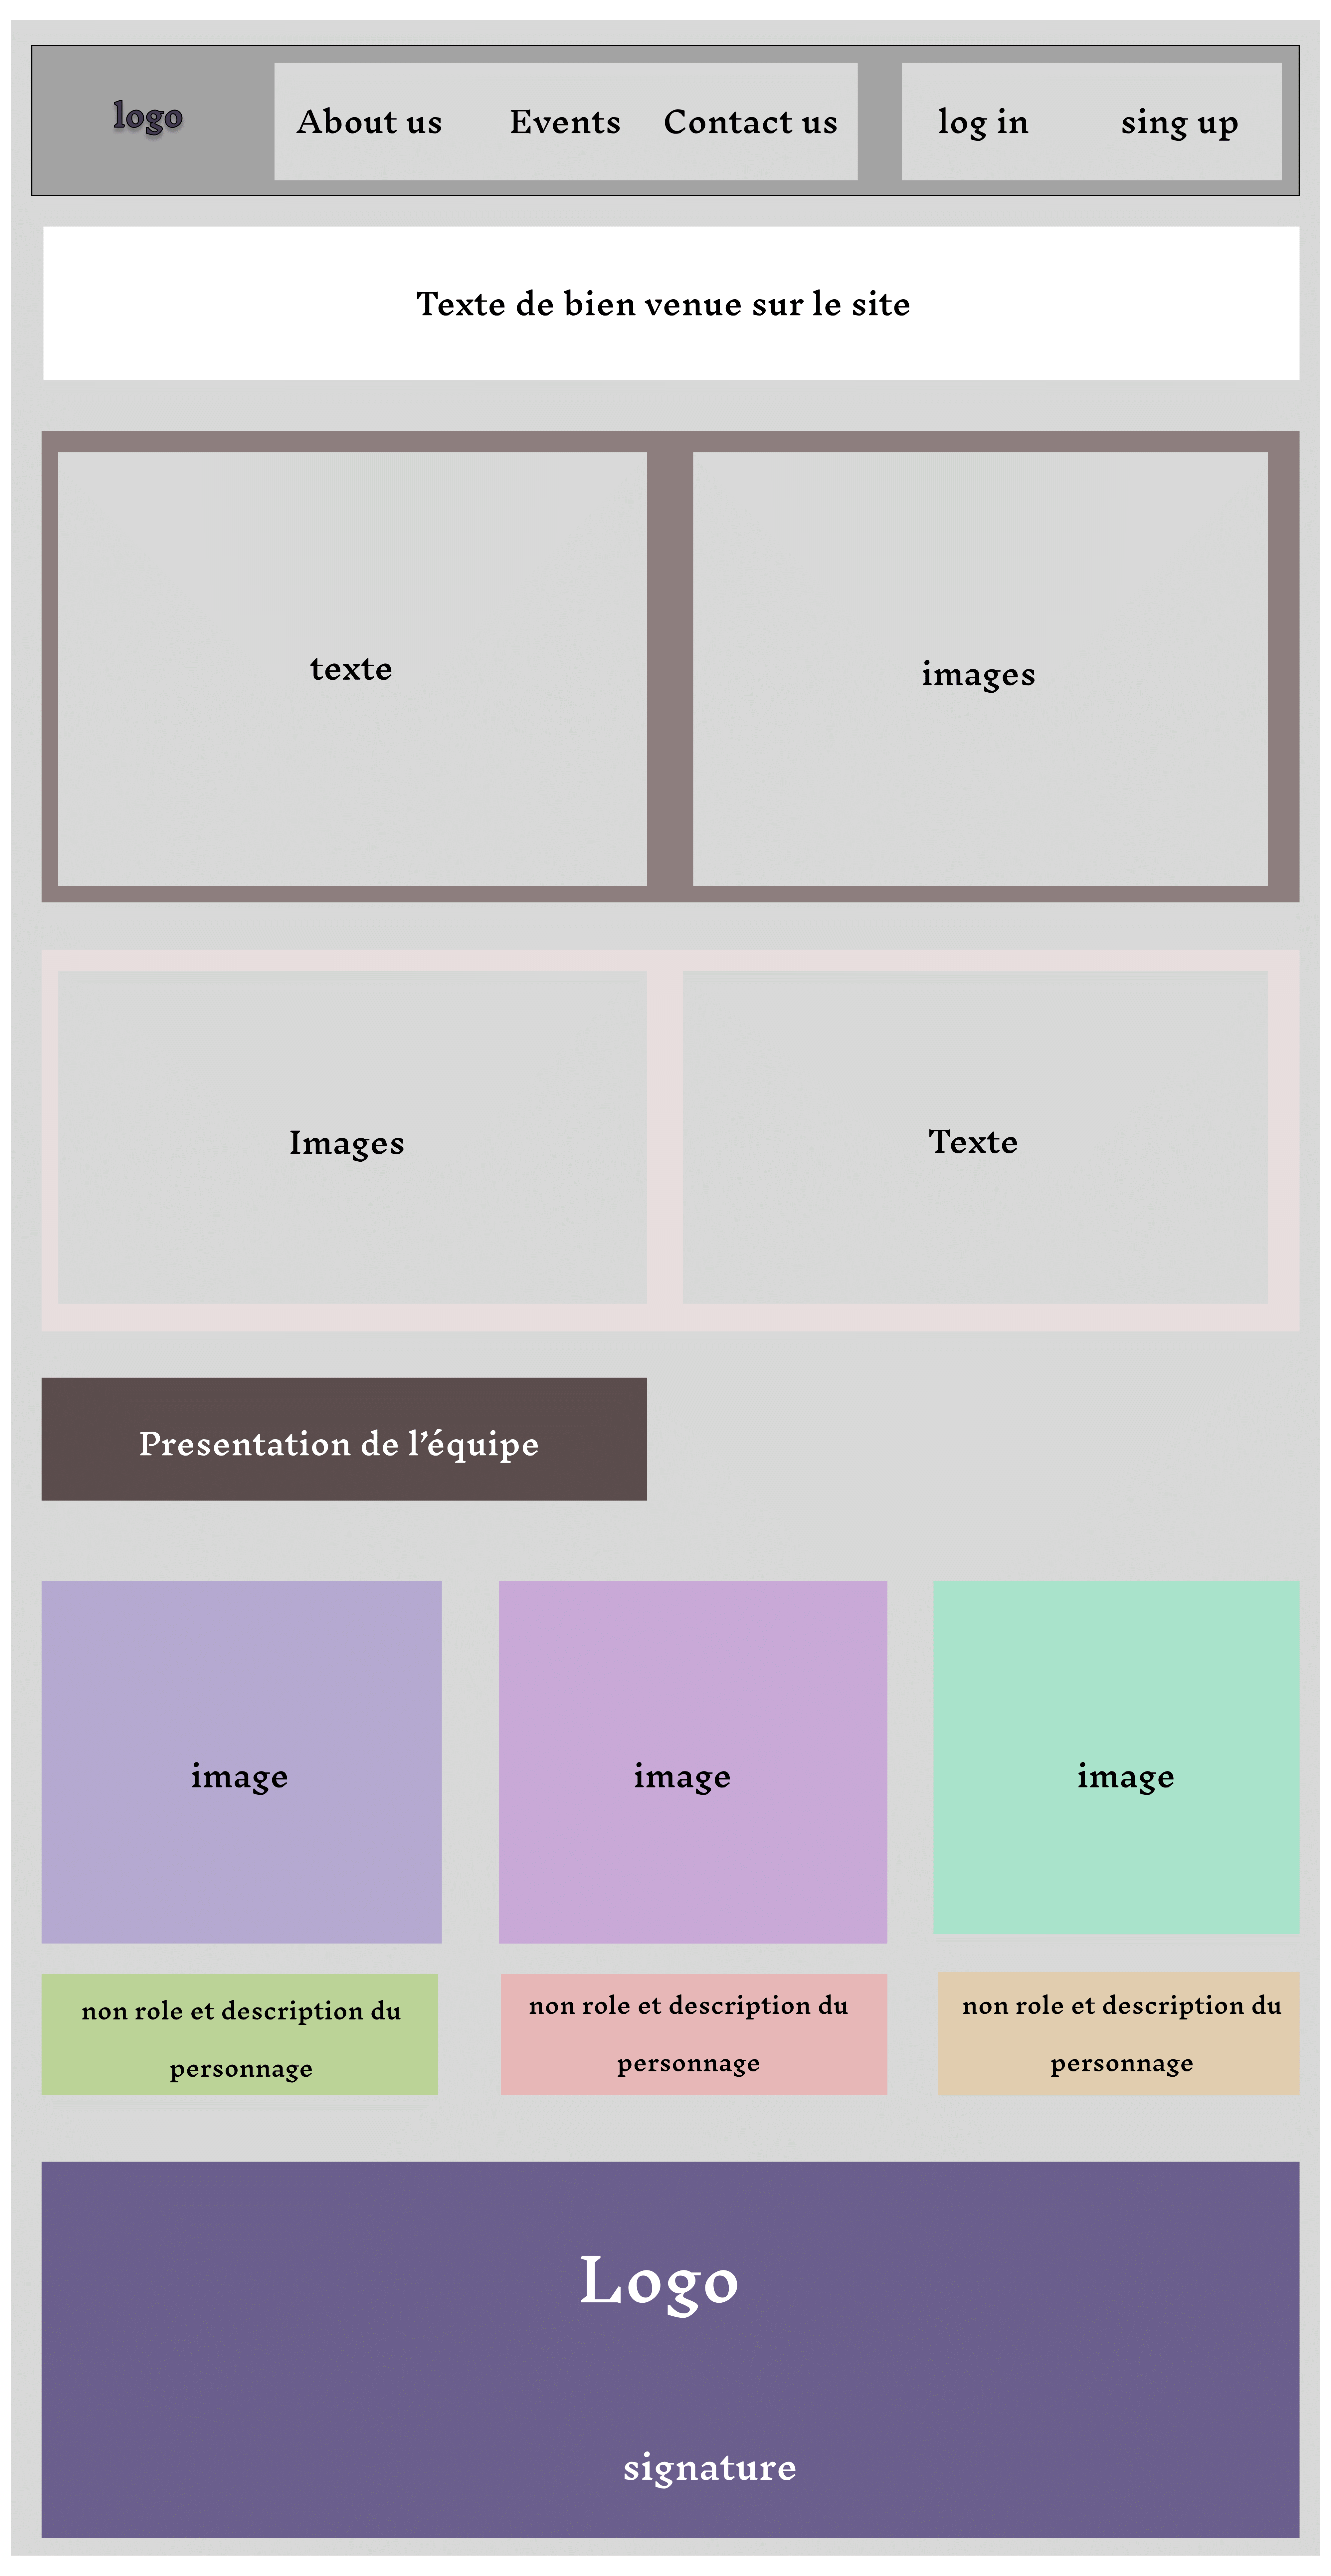 logo
About us
Events
Contact us
log in
sing up
Texte de bien venue sur le site
texte
images
Images
Texte
Presentation de l’équipe
image
image
image
non role et description du
personnage
non role et description du
personnage
non role et description du
personnage
Logo
signature